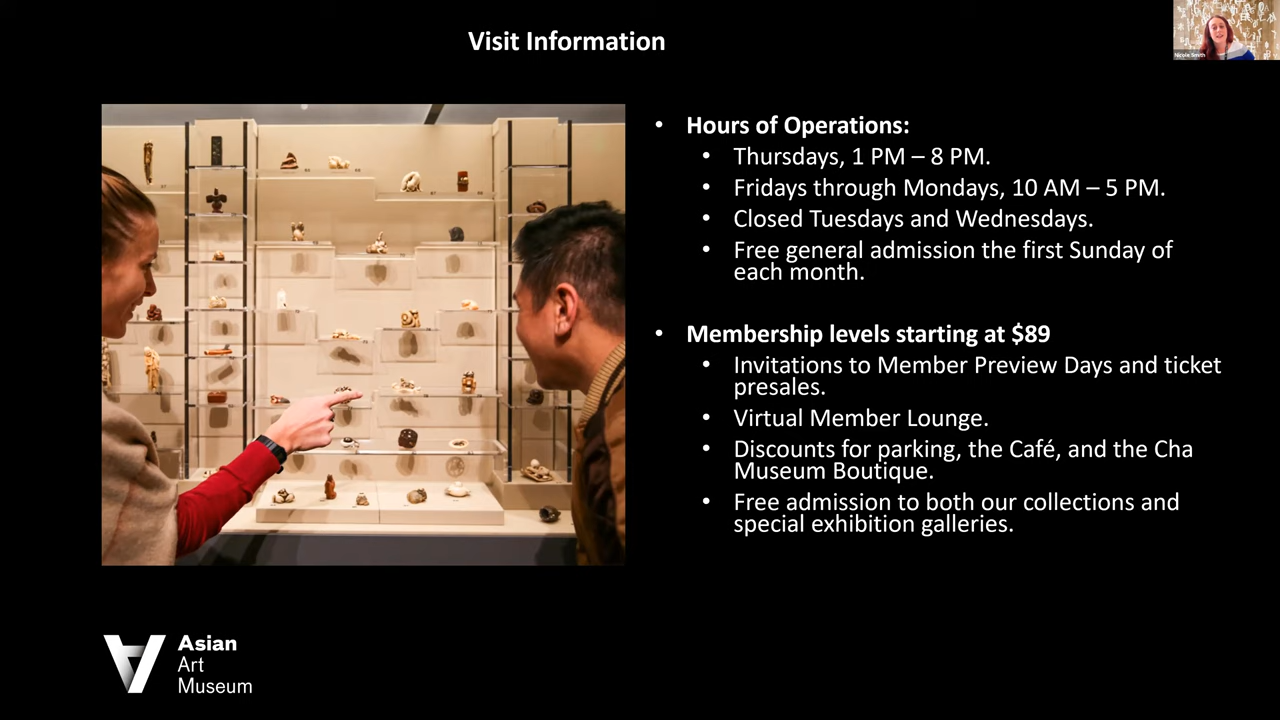 Visit Information
Nicole Smith
• Hours of Operations:
• Thursdays, 1 PM – 8 PM.
• Fridays through Mondays, 10 AM – 5 PM.
• Closed Tuesdays and Wednesdays.
• Free general admission the first Sunday of
each month.
• Membership levels starting at $89
• Invitations to Member Preview Days and ticket
presales.
• Virtual Member Lounge.
• Discounts for parking, the Café, and the Cha
Museum Boutique.
• Free admission to both our collections and
special exhibition galleries.
Asian
Art
Museum